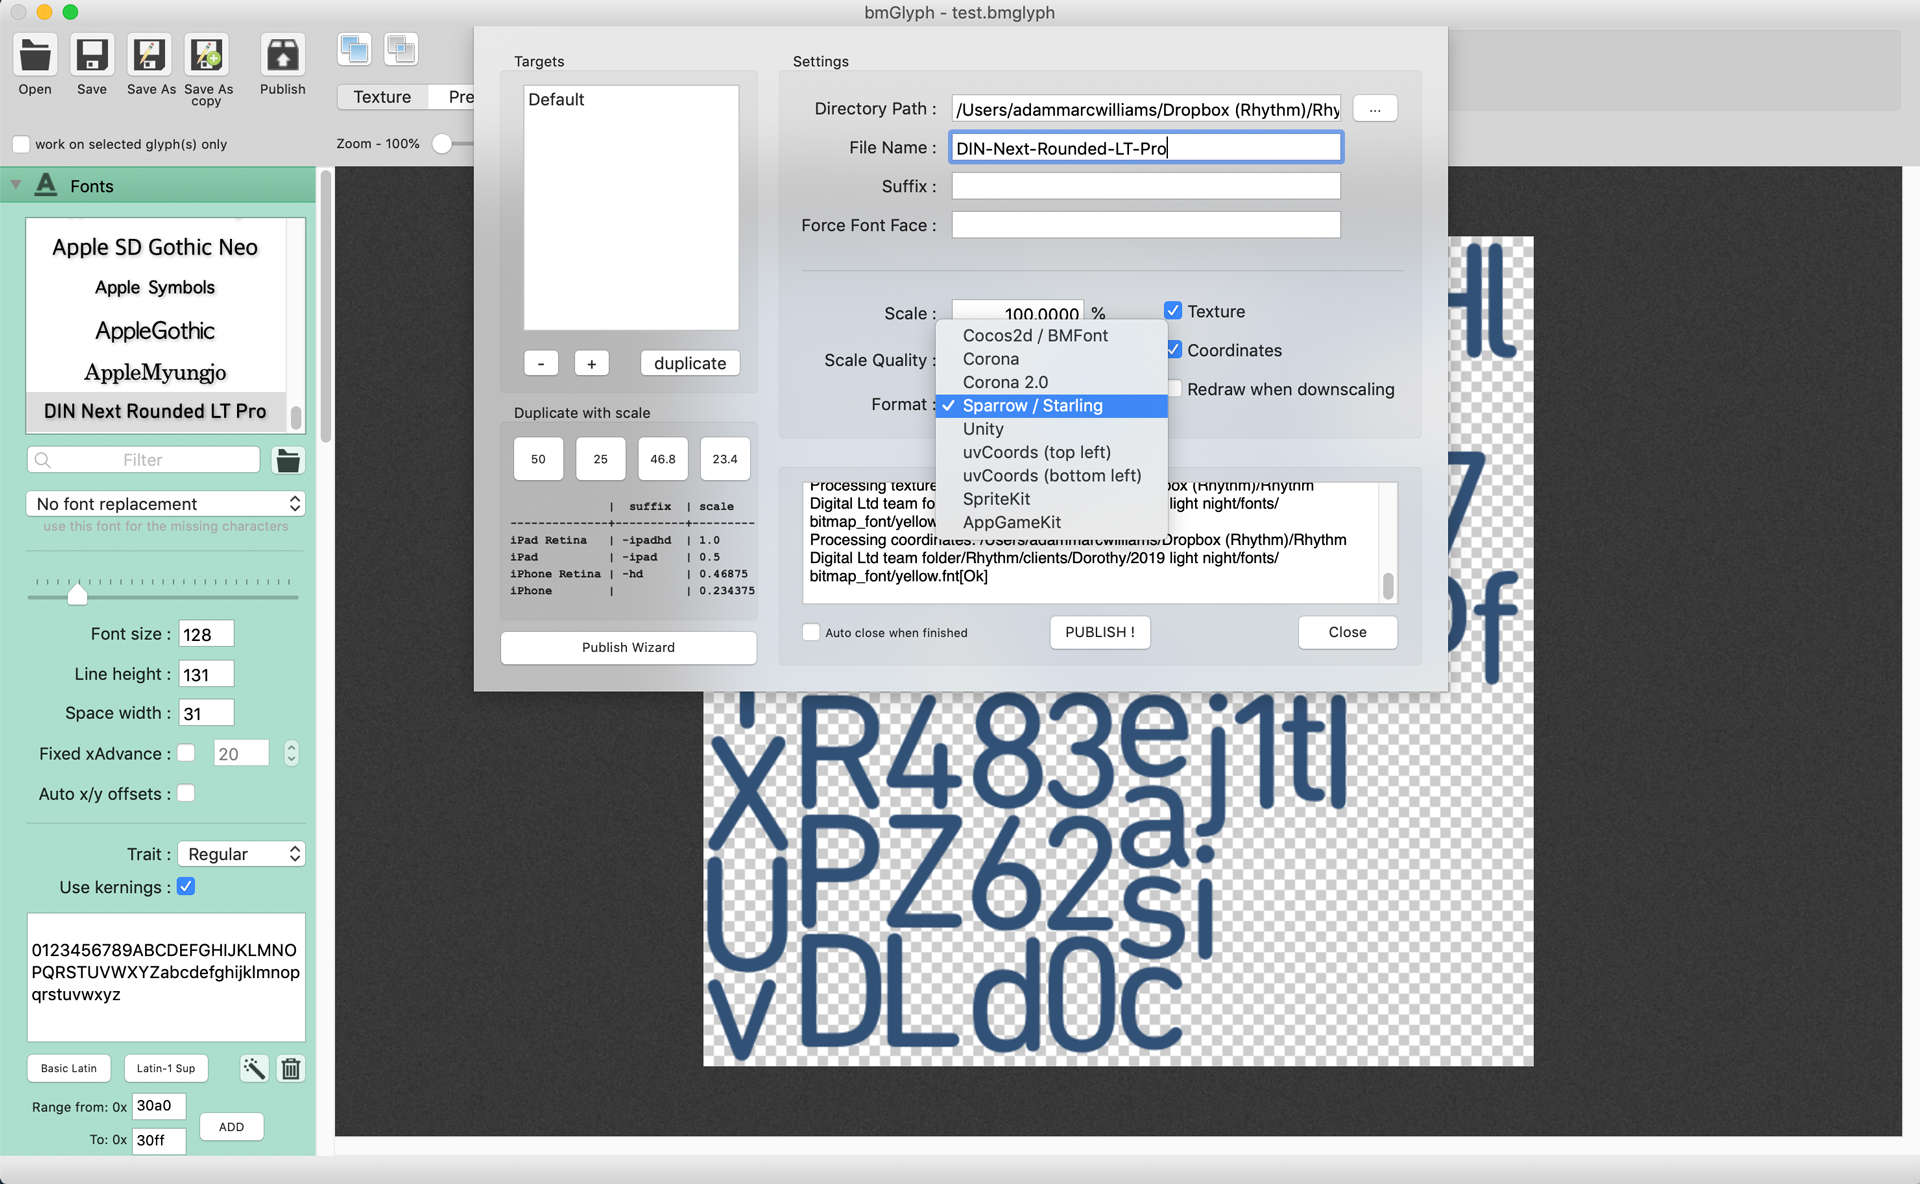 bmGlyph - test.bmglyph
Open
Save
Save As
Save As copy
Publish
Texture
Pre
work on selected glyph(s) only
Zoom - 100%
Fonts
Apple SD Gothic Neo
Apple Symbols
AppleGothic
AppleMyungjo
DIN Next Rounded LT Pro
Filter
No font replacement
use this font for the missing characters
Font size : 128
Line height : 131
Space width : 31
Fixed xAdvance : 20
Auto x/y offsets :
Trait : Regular
Use kernings :
0123456789ABCDEFGHIJKLMNO
PQRSTUVWXYZabcdefghijklmnop
qrstuvwxyz
Basic Latin
Latin-1 Sup
Range from: 0x 30a0
To: 0x 30ff
ADD
Targets
Default
-
+
duplicate
Duplicate with scale
50
25
46.8
23.4
| suffix | scale
--------------+----------+---------
iPad Retina | -ipadhd | 1.0
iPad | -ipad | 0.5
iPhone Retina | -hd | 0.46875
iPhone | | 0.234375
Publish Wizard
Settings
Directory Path : /Users/adammarcwilliams/Dropbox (Rhythm)/Rhy
...
File Name : DIN-Next-Rounded-LT-Pro
Suffix :
Force Font Face :
Scale : 100.0000 %
Texture
Scale Quality :
Coordinates
Redraw when downscaling
Format :
Cocos2d / BMFont
Corona
Corona 2.0
✓ Sparrow / Starling
Unity
uvCoords (top left)
uvCoords (bottom left)
SpriteKit
AppGameKit
Processing texture
box (Rhythm)/Rhythm
Digital Ltd team fo
light night/fonts/
bitmap_font/yellow
Processing coordinates: /Users/adammarcwilliams/Dropbox (Rhythm)/Rhythm
Digital Ltd team folder/Rhythm/clients/Dorothy/2019 light night/fonts/
bitmap_font/yellow.fnt[Ok]
Auto close when finished
PUBLISH !
Close
Hl
7
f
xR483ej1tl
a
UPZ62si
vDLd0c